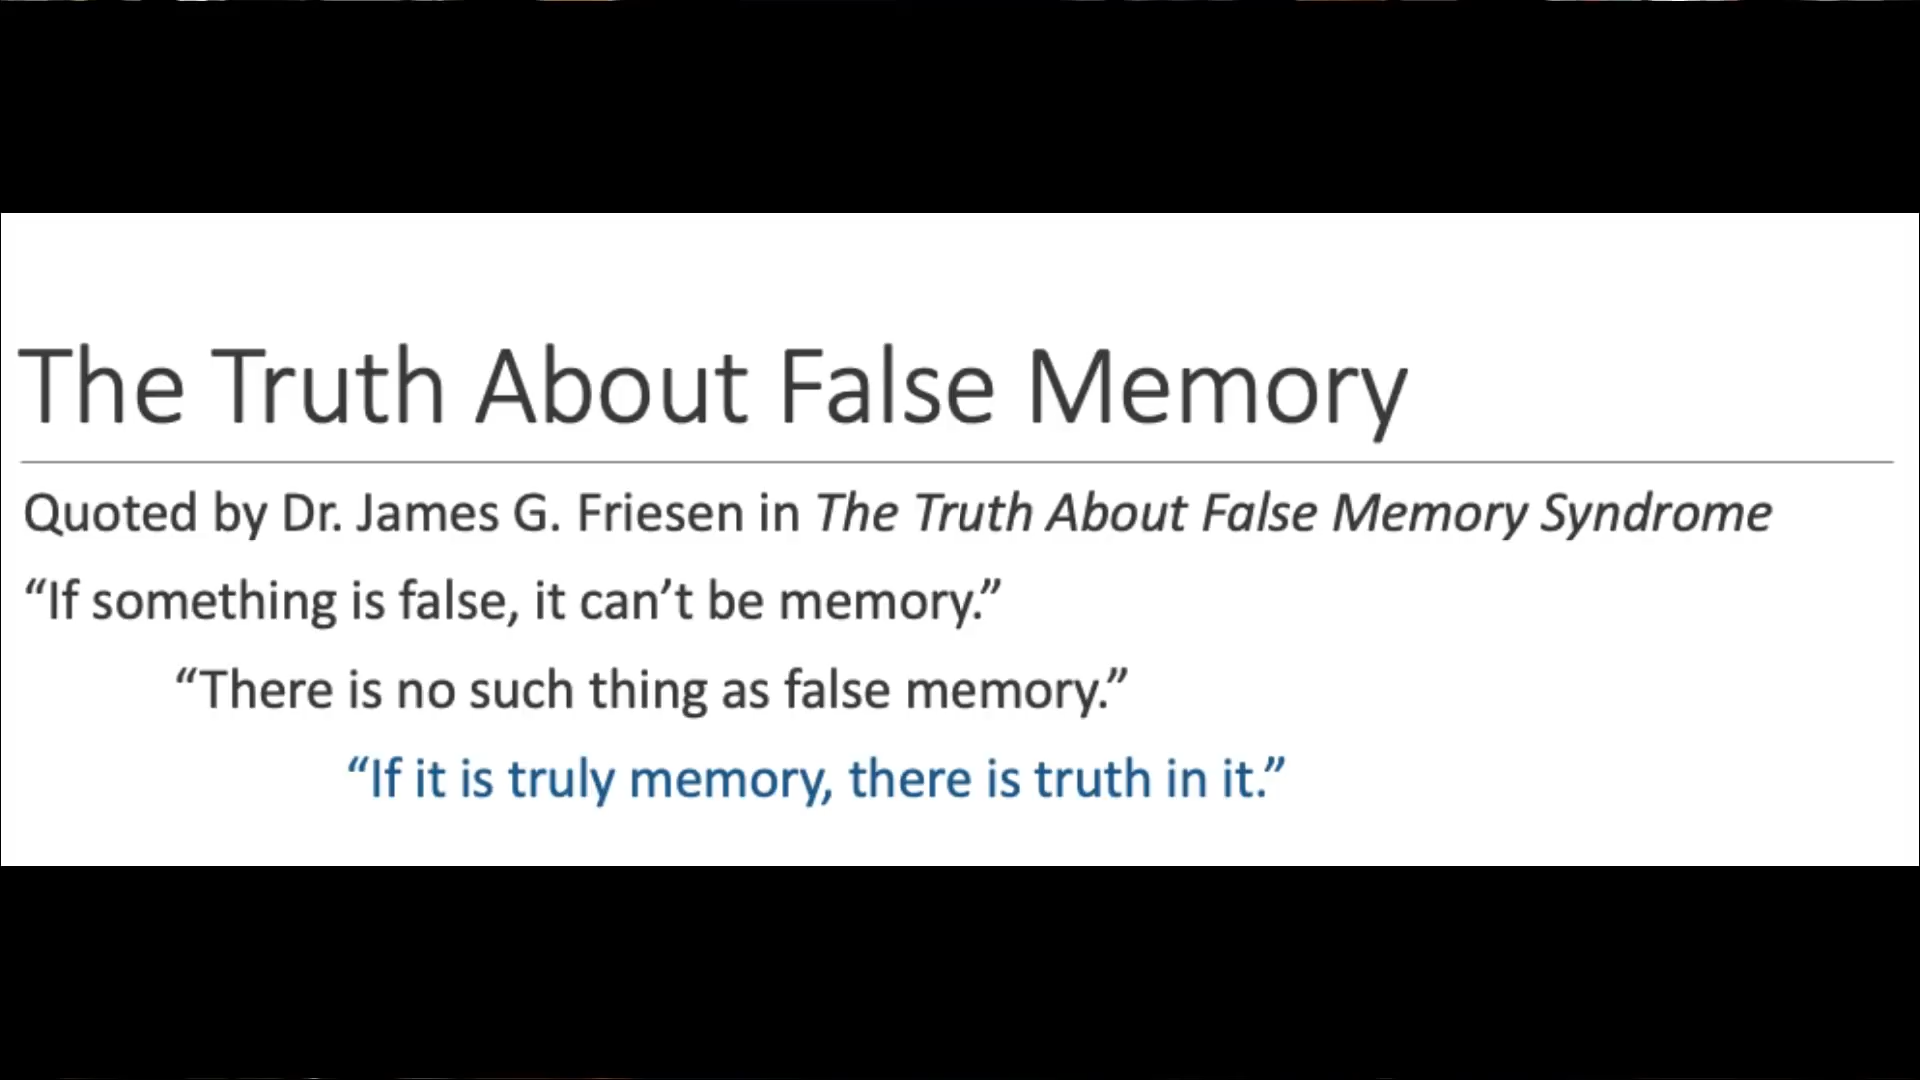 The Truth About False Memory
Quoted by Dr. James G. Friesen in The Truth About False Memory Syndrome
“If something is false, it can’t be memory.”
“There is no such thing as false memory.”
“If it is truly memory, there is truth in it.”